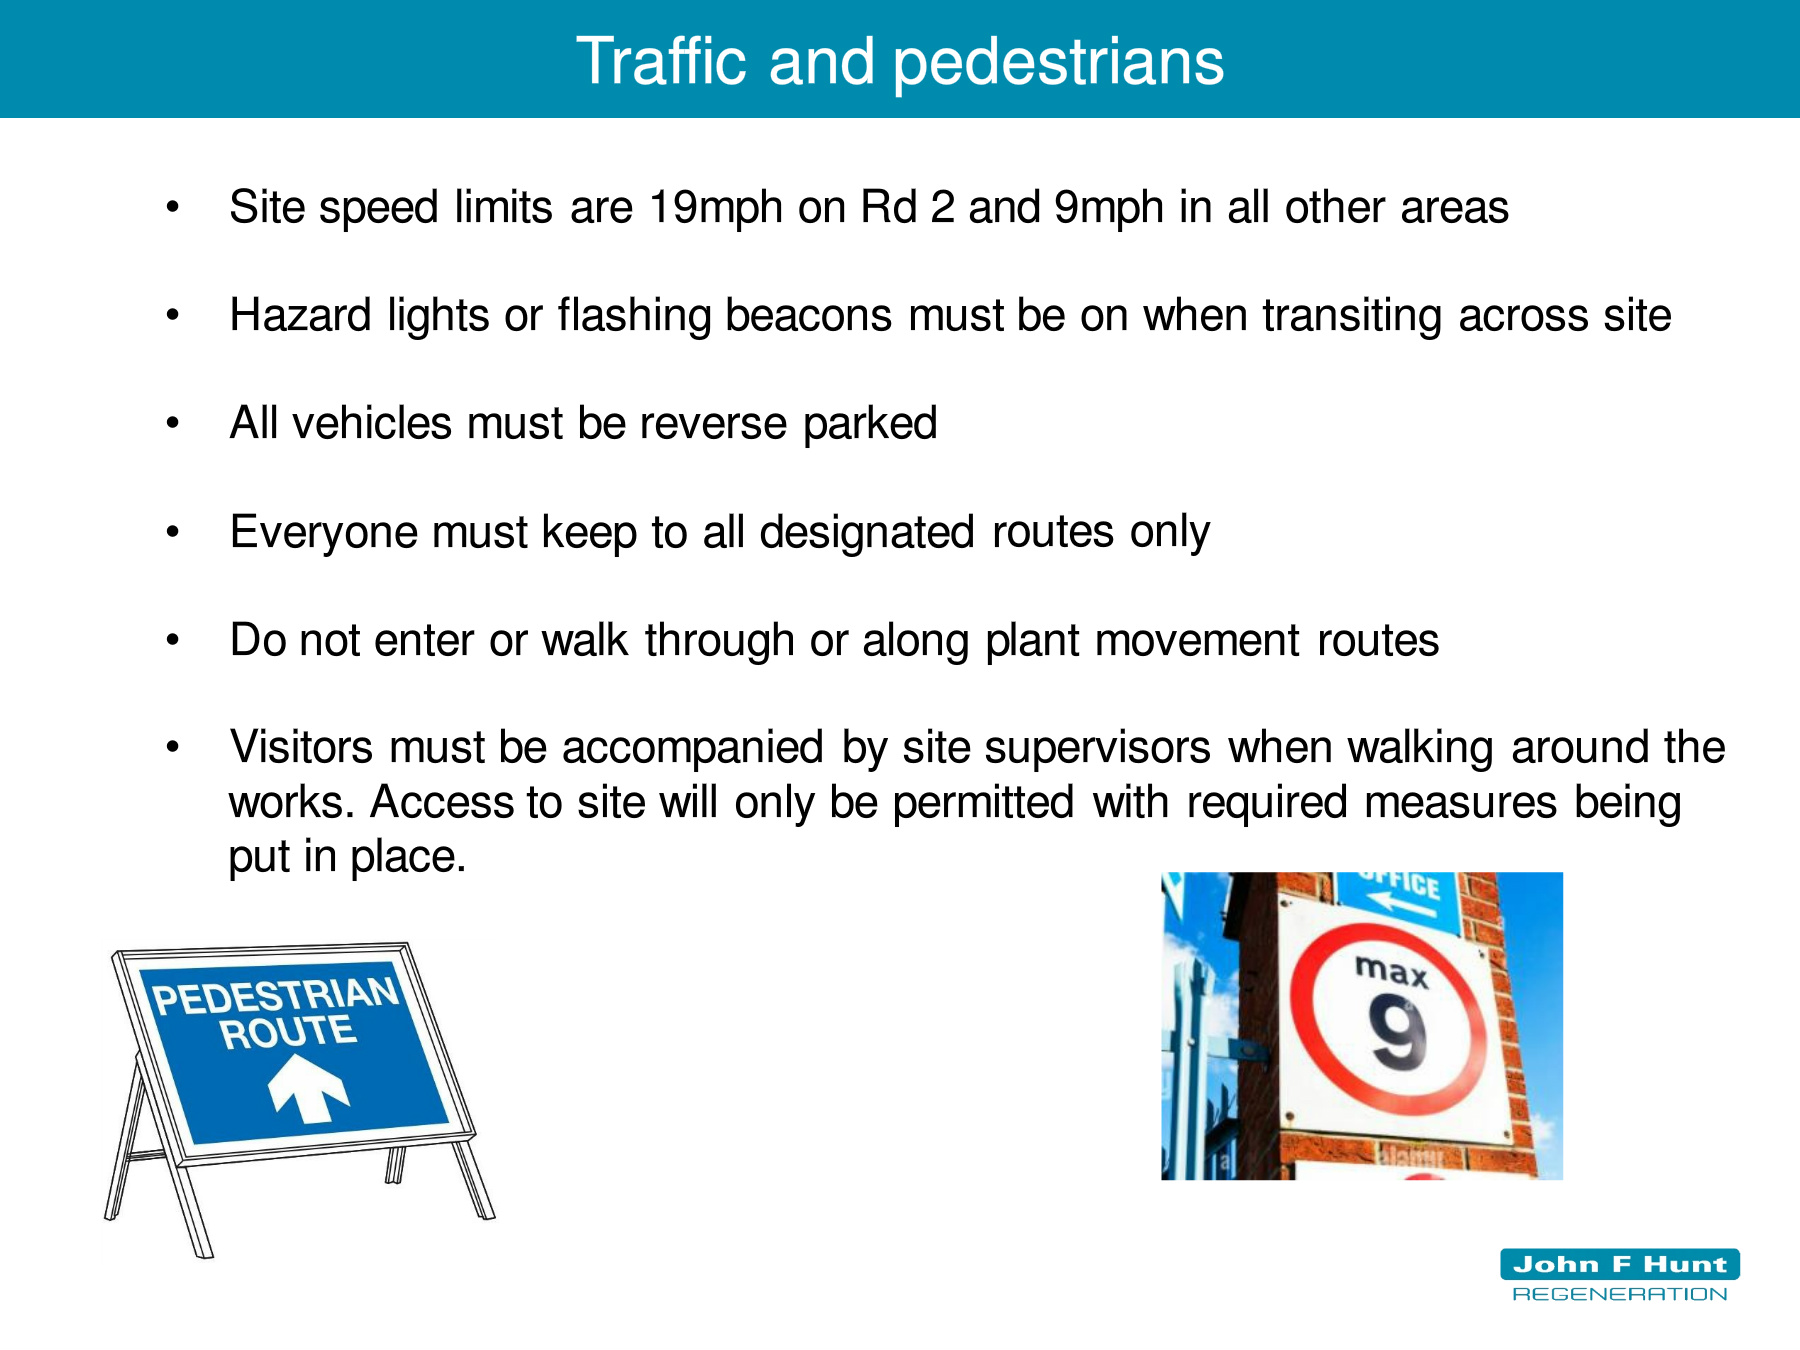 Traffic and pedestrians
• Site speed limits are 19mph on Rd 2 and 9mph in all other areas
• Hazard lights or flashing beacons must be on when transiting across site
• All vehicles must be reverse parked
• Everyone must keep to all designated routes only
• Do not enter or walk through or along plant movement routes
• Visitors must be accompanied by site supervisors when walking around the
works. Access to site will only be permitted with required measures being
put in place.
OFFICE
max
9
alamy
PEDESTRIAN
ROUTE
John F Hunt
REGENERATION